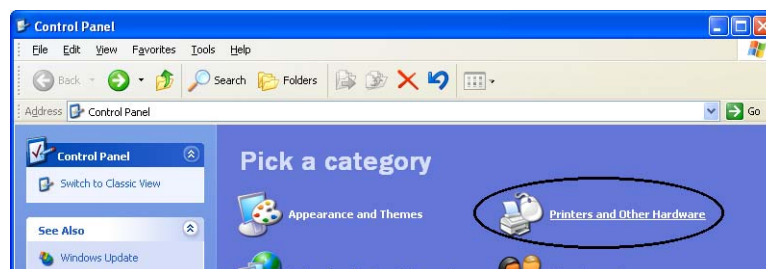 Control Panel
File Edit View Favorites Tools Help
Back Search Folders
Address Control Panel Go
Control Panel
Switch to Classic View
See Also
Windows Update
Pick a category
Appearance and Themes
Printers and Other Hardware